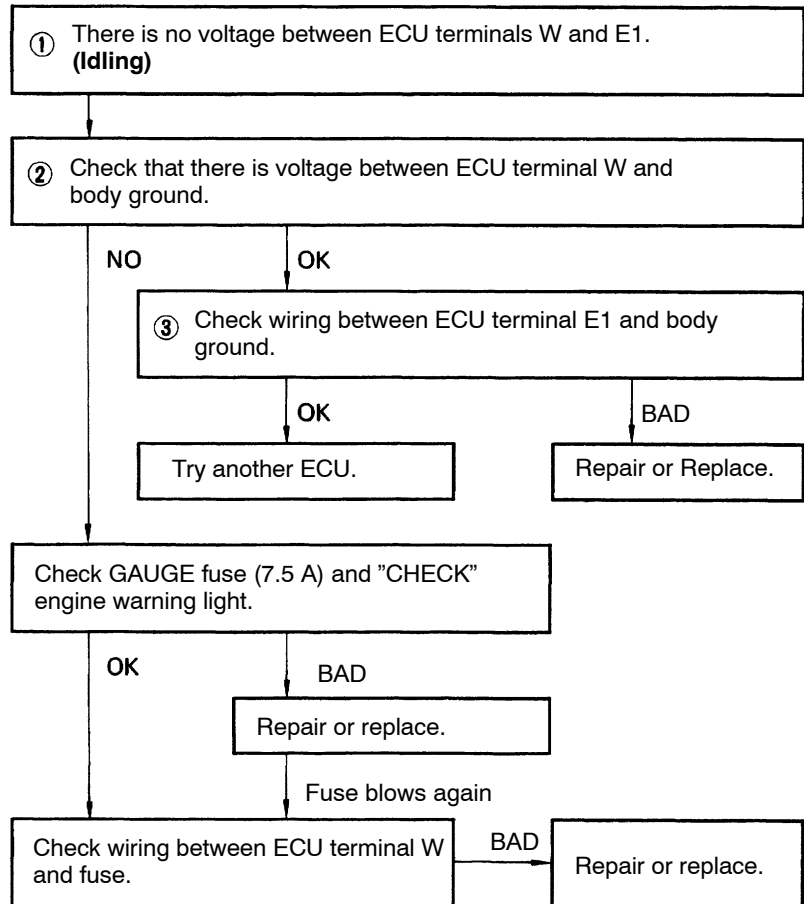 ① There is no voltage between ECU terminals W and E1.
(Idling)
② Check that there is voltage between ECU terminal W and
body ground.
NO
OK
③ Check wiring between ECU terminal E1 and body
ground.
OK
BAD
Try another ECU.
Repair or Replace.
Check GAUGE fuse (7.5 A) and ”CHECK”
engine warning light.
OK
BAD
Repair or replace.
Fuse blows again
Check wiring between ECU terminal W
and fuse.
BAD
Repair or replace.